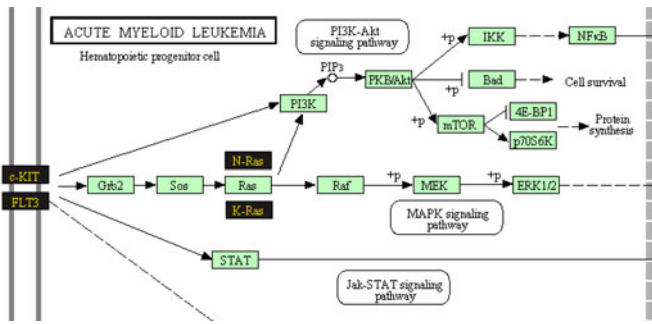 ACUTE MYELOID LEUKEMIA
Hematopoietic progenitor cell
PI3K-Akt
signaling pathway
PIP3
PI3K
PKB/Akt
+p
IKK
NFκB
+p
Bad
Cell survival
+p
mTOR
4E-BP1
p70S6K
Protein
synthesis
c-KIT
FLT3
Grb2
Sos
N-Ras
Ras
K-Ras
Raf
+p
MEK
+p
ERK1/2
MAPK signaling
pathway
STAT
Jak-STAT signaling
pathway